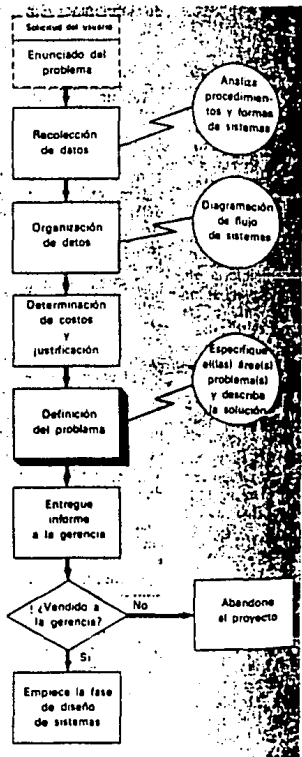 Solicitud del usuario
Enunciado del
problema
Recolección
de datos
Analiza
procedimien-
tos y formas
de sistemas
Organización
de datos
Diagramación
de flujo
de sistemas
Determinación
de costos
y
justificación
Definición
del problema
Especifique
el(las) área(s)
problema(s)
y describa
la solución
Entregue
informe
a la gerencia
¿Vendido a
la gerencia?
No
Abandone
el proyecto
Sí
Empiece la fase
de diseño
de sistemas